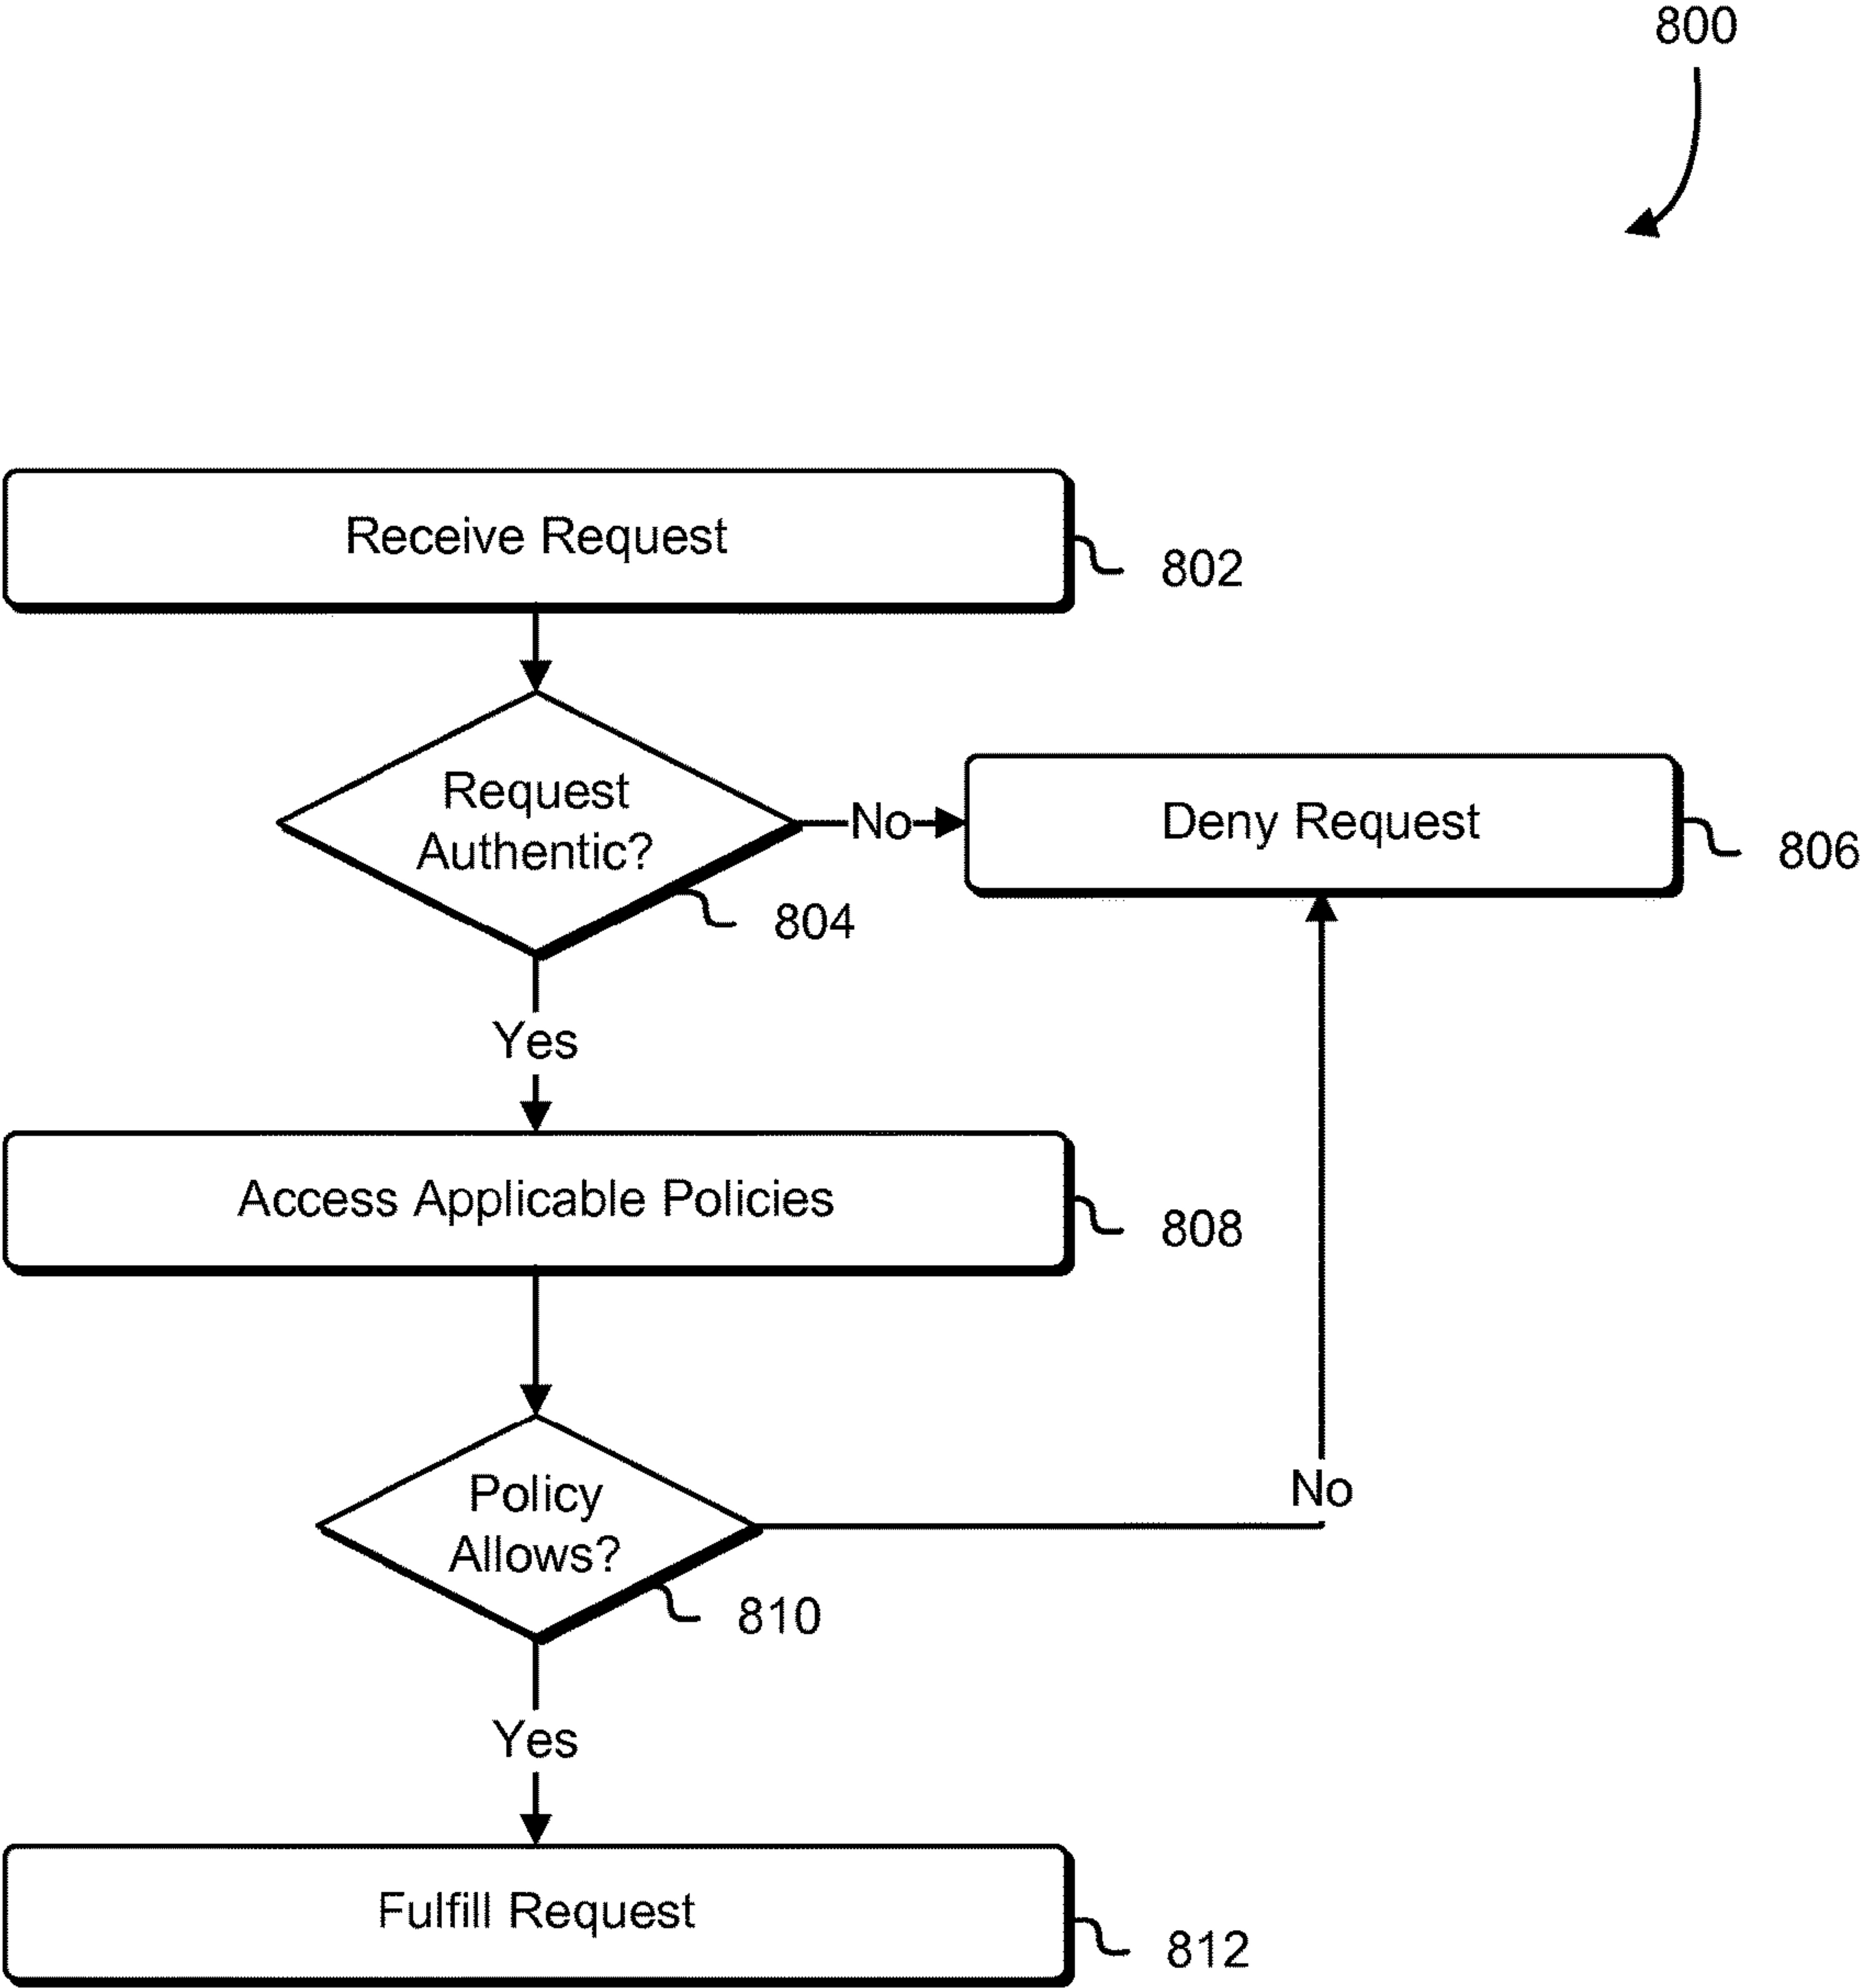 800
Receive Request
802
Request
Authentic?
804
No
Deny Request
806
Yes
Access Applicable Policies
808
Policy
Allows?
810
No
Yes
Fulfill Request
812